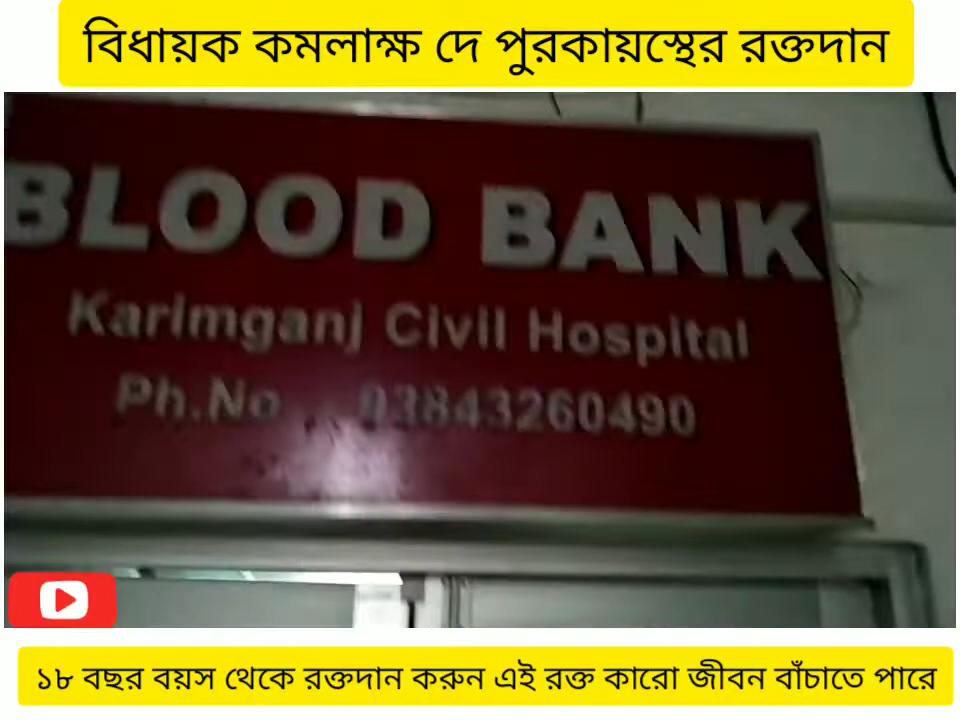 বিধায়ক কমলাক্ষ দে পুরকায়স্থের রক্তদান
BLOOD BANK
Karimganj Civil Hospital
Ph.No 03843260490
১৮ বছর বয়স থেকে রক্তদান করুন এই রক্ত কারো জীবন বাঁচাতে পারে